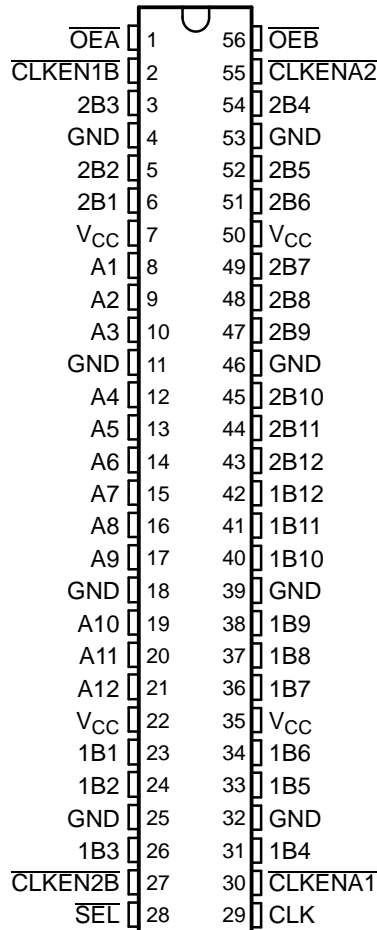 OEA 1 56 OEB
CLKEN1B 2 55 CLKENA2
2B3 3 54 2B4
GND 4 53 GND
2B2 5 52 2B5
2B1 6 51 2B6
VCC 7 50 VCC
A1 8 49 2B7
A2 9 48 2B8
A3 10 47 2B9
GND 11 46 GND
A4 12 45 2B10
A5 13 44 2B11
A6 14 43 2B12
A7 15 42 1B12
A8 16 41 1B11
A9 17 40 1B10
GND 18 39 GND
A10 19 38 1B9
A11 20 37 1B8
A12 21 36 1B7
VCC 22 35 VCC
1B1 23 34 1B6
1B2 24 33 1B5
GND 25 32 GND
1B3 26 31 1B4
CLKEN2B 27 30 CLKENA1
SEL 28 29 CLK